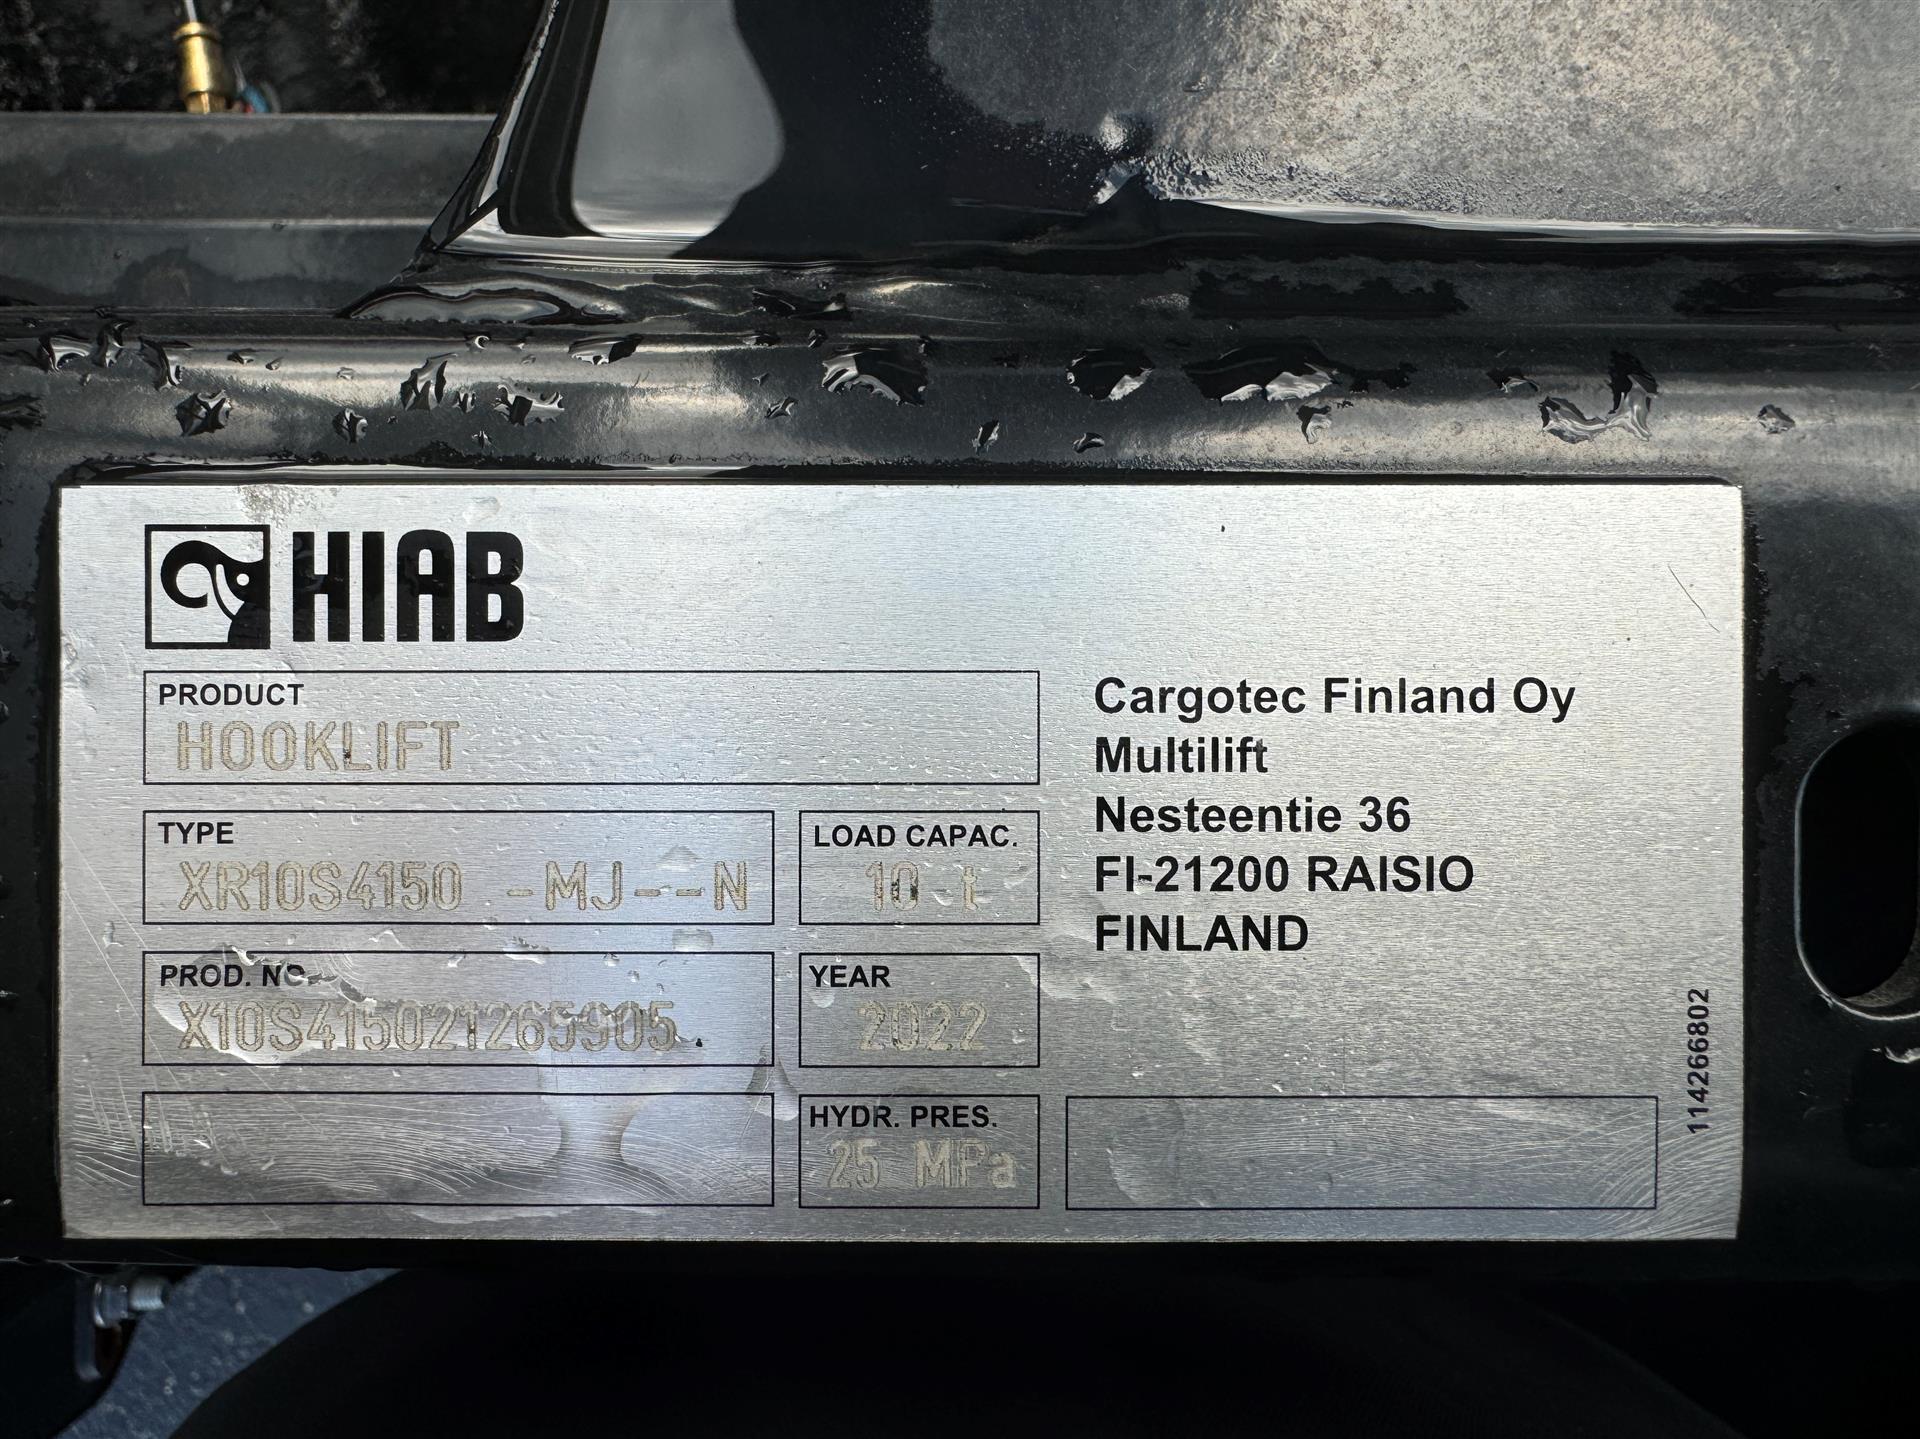 HIAB
PRODUCT
HOOKLIFT
TYPE
XR10S4150 -MJ--N
LOAD CAPAC.
10 t
PROD. NO.
X10S415021265905
YEAR
2022
HYDR. PRES.
25 MPa
Cargotec Finland Oy
Multilift
Nesteentie 36
FI-21200 RAISIO
FINLAND
114266802